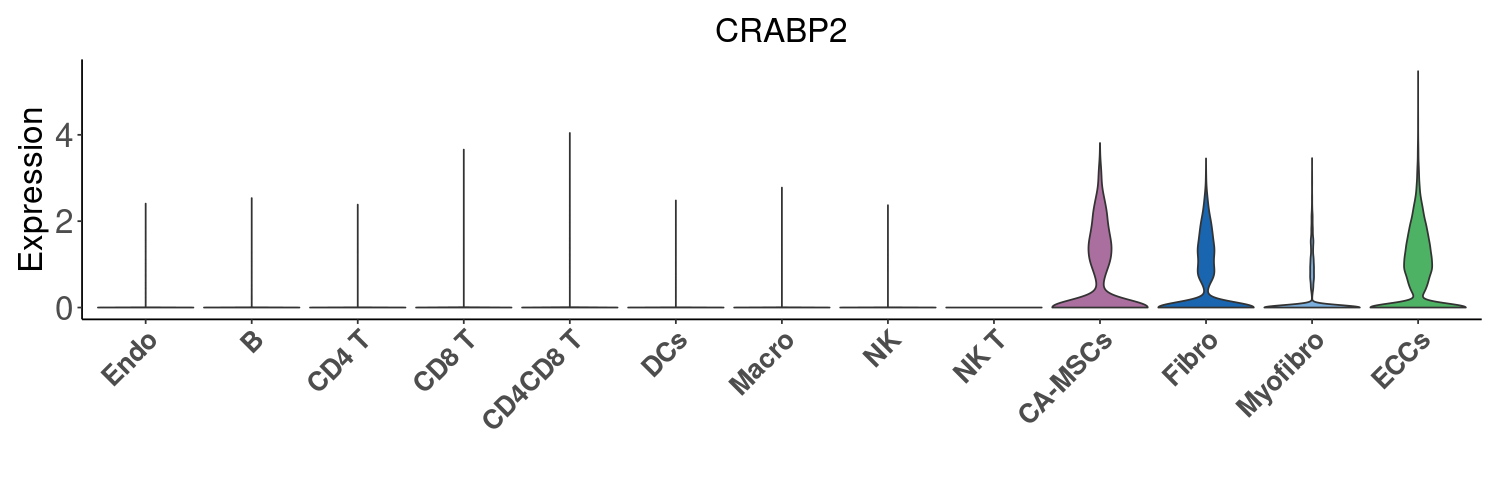 CRABP2
Expression
4
2
0
Endo
B
CD4 T
CD8 T
CD4CD8 T
DCs
Macro
NK
NK T
CA-MSCs
Fibro
Myofibro
ECCs